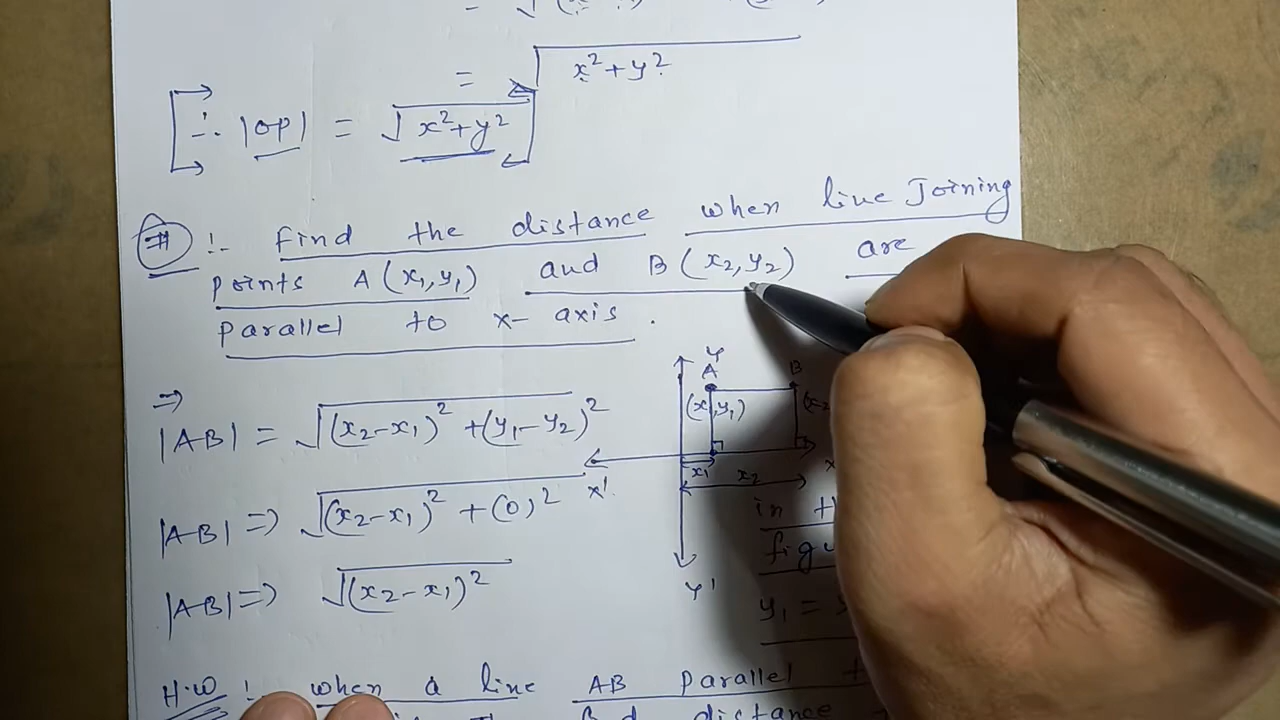 = √x²+y²
∴ |OP| = √x²+y²
# :- Find the distance when line Joining
points A(x₁,y₁) and B(x₂,y₂) are
parallel to x-axis.
⇒
|AB| = √(x₂-x₁)²+(y₁-y₂)²
|AB| ⇒ √(x₂-x₁)²+(0)²
|AB| ⇒ √(x₂-x₁)²
Y
A B
(x₁,y₁)
x₁ x₂
x'
Y'
in
y₁ =
H.W :- when a line AB parallel
distance